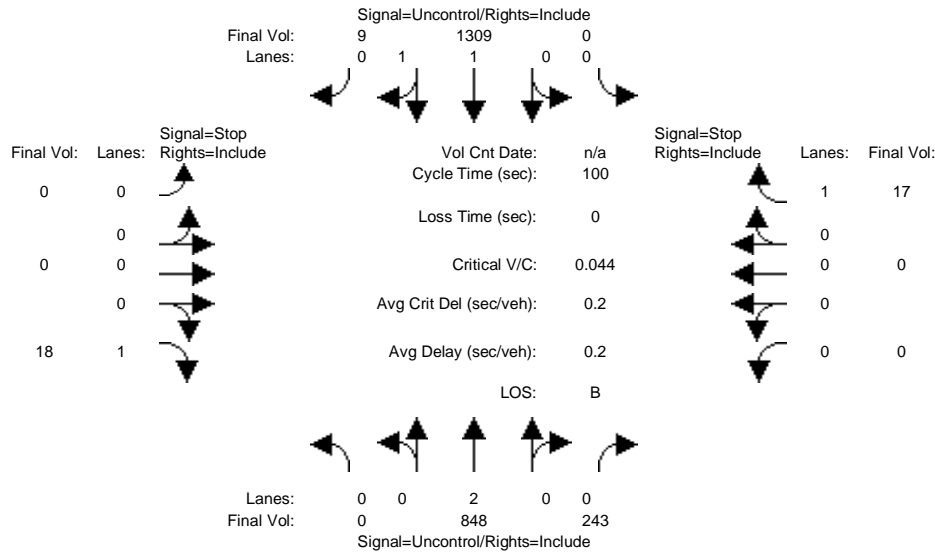 Signal=Uncontrol/Rights=Include
Final Vol: 9 1309 0
Lanes: 0 1 1 0 0
Signal=Stop Signal=Stop
Final Vol: Lanes: Rights=Include Vol Cnt Date: n/a Rights=Include Lanes: Final Vol:
Cycle Time (sec): 100
0 0 1 17
Loss Time (sec): 0
0 0
0 0 Critical V/C: 0.044 0 0
0 Avg Crit Del (sec/veh): 0.2 0
18 1 Avg Delay (sec/veh): 0.2 0 0
LOS: B
Lanes: 0 0 2 0 0
Final Vol: 0 848 243
Signal=Uncontrol/Rights=Include